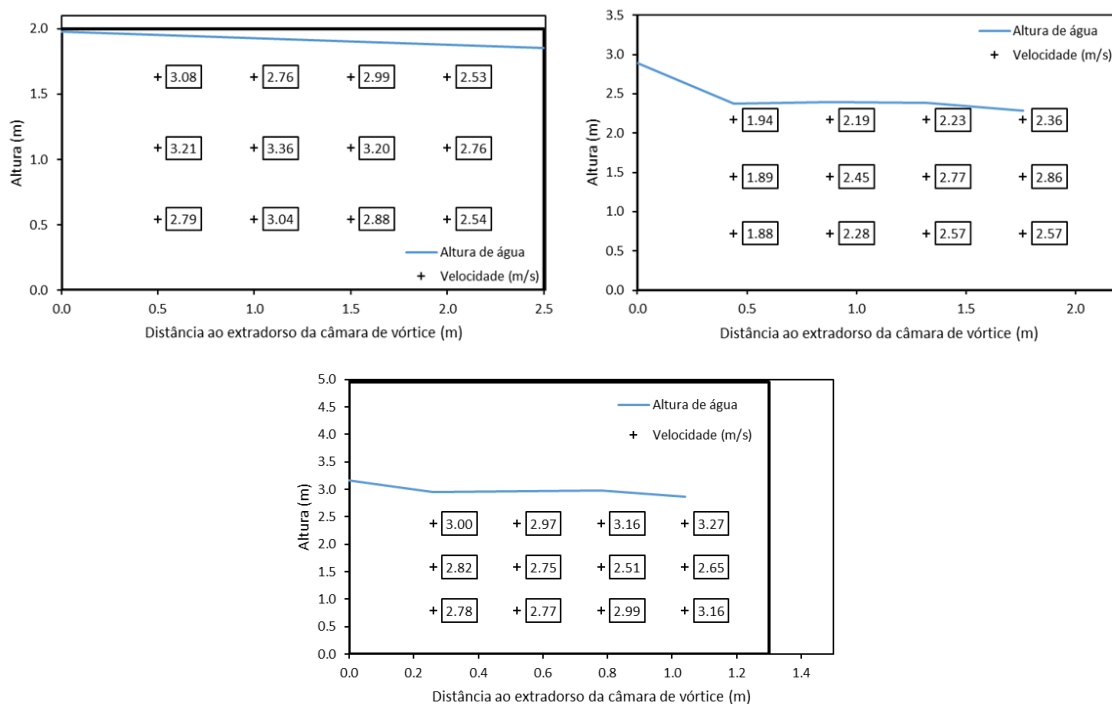 2.0
1.5
1.0
0.5
0.0
Altura (m)
+ 3.08 + 2.76 + 2.99 + 2.53
+ 3.21 + 3.36 + 3.20 + 2.76
+ 2.79 + 3.04 + 2.88 + 2.54
Altura de água
+ Velocidade (m/s)
0.0 0.5 1.0 1.5 2.0 2.5
Distância ao extradorso da câmara de vórtice (m)
3.5
3.0
2.5
2.0
1.5
1.0
0.5
0.0
Altura (m)
Altura de água
+ Velocidade (m/s)
+ 1.94 + 2.19 + 2.23 + 2.36
+ 1.89 + 2.45 + 2.77 + 2.86
+ 1.88 + 2.28 + 2.57 + 2.57
0.0 0.5 1.0 1.5 2.0
Distância ao extradorso da câmara de vórtice (m)
5.0
4.5
4.0
3.5
3.0
2.5
2.0
1.5
1.0
0.5
0.0
Altura (m)
Altura de água
+ Velocidade (m/s)
+ 3.00 + 2.97 + 3.16 + 3.27
+ 2.82 + 2.75 + 2.51 + 2.65
+ 2.78 + 2.77 + 2.99 + 3.16
0.0 0.2 0.4 0.6 0.8 1.0 1.2 1.4
Distância ao extradorso da câmara de vórtice (m)